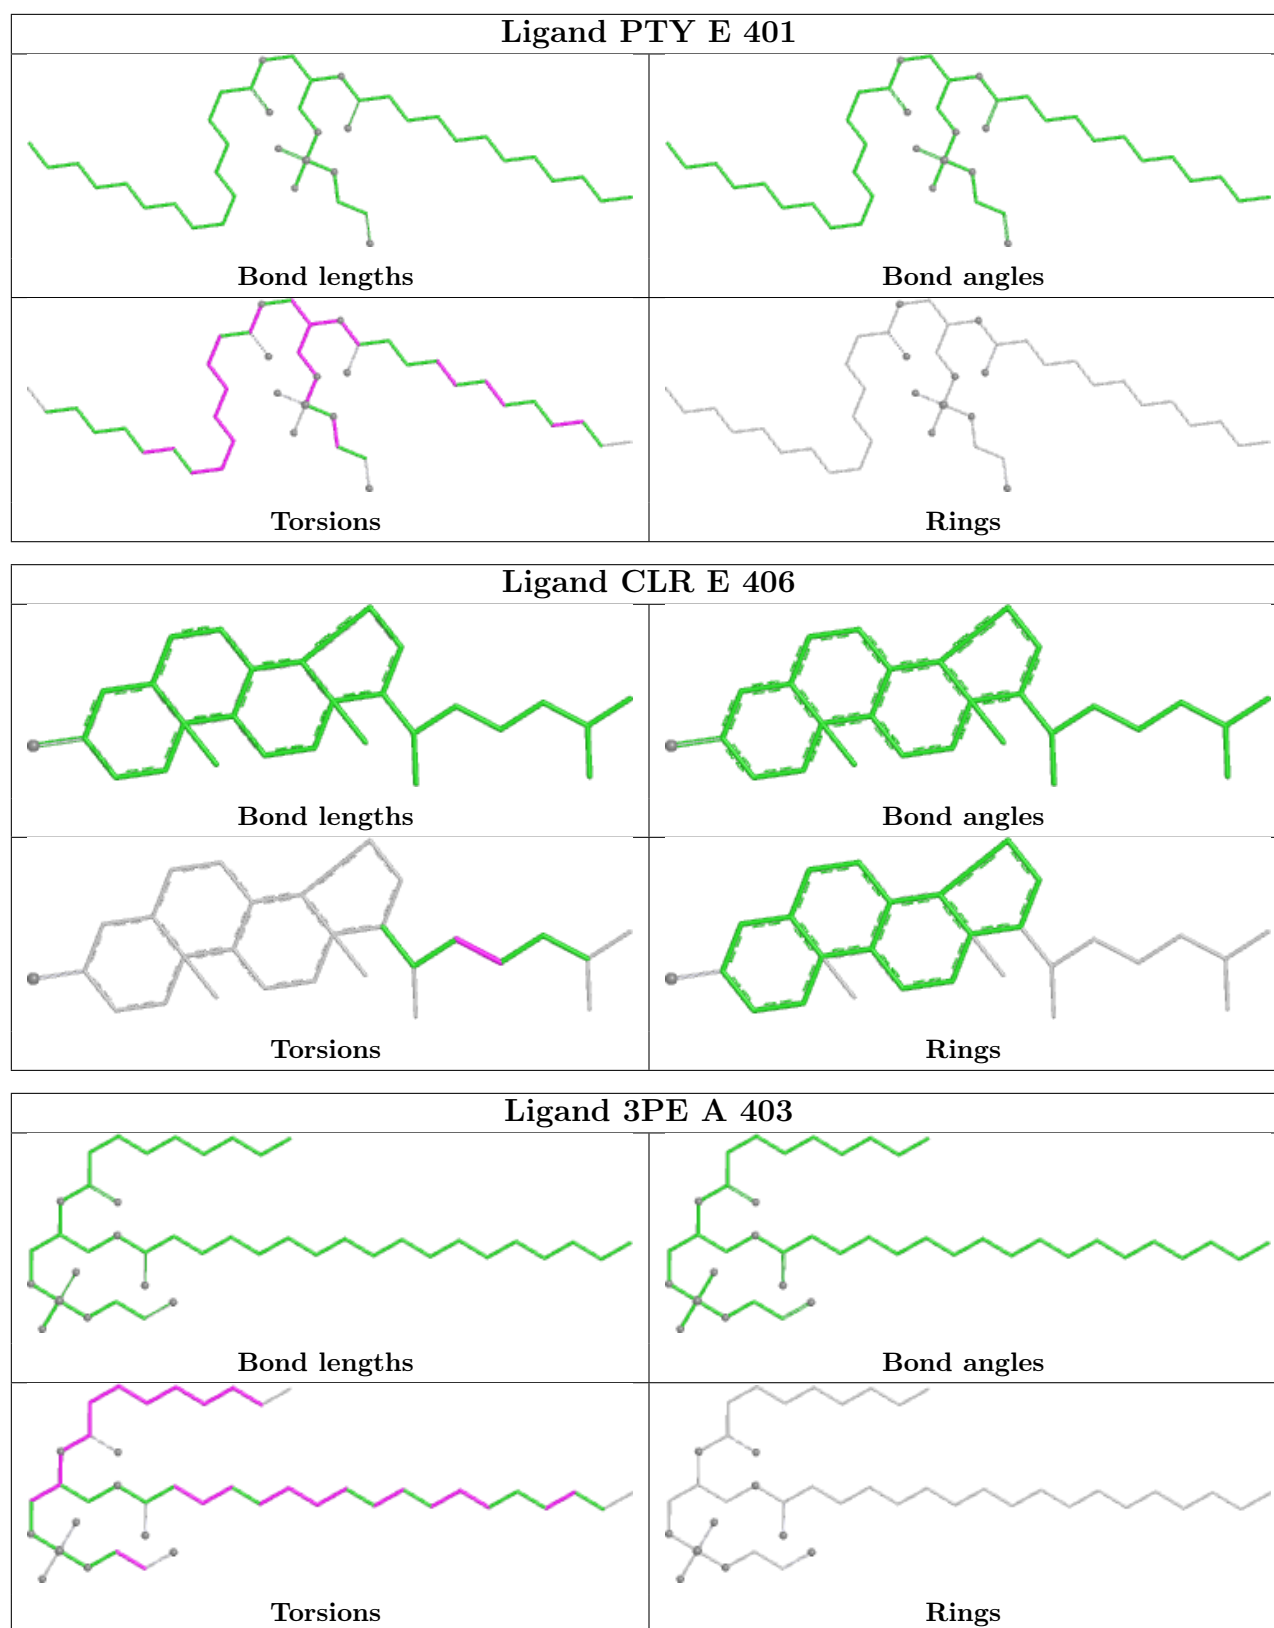 Ligand PTY E 401
Bond lengths
Bond angles
Torsions
Rings
Ligand CLR E 406
Bond lengths
Bond angles
Torsions
Rings
Ligand 3PE A 403
Bond lengths
Bond angles
Torsions
Rings